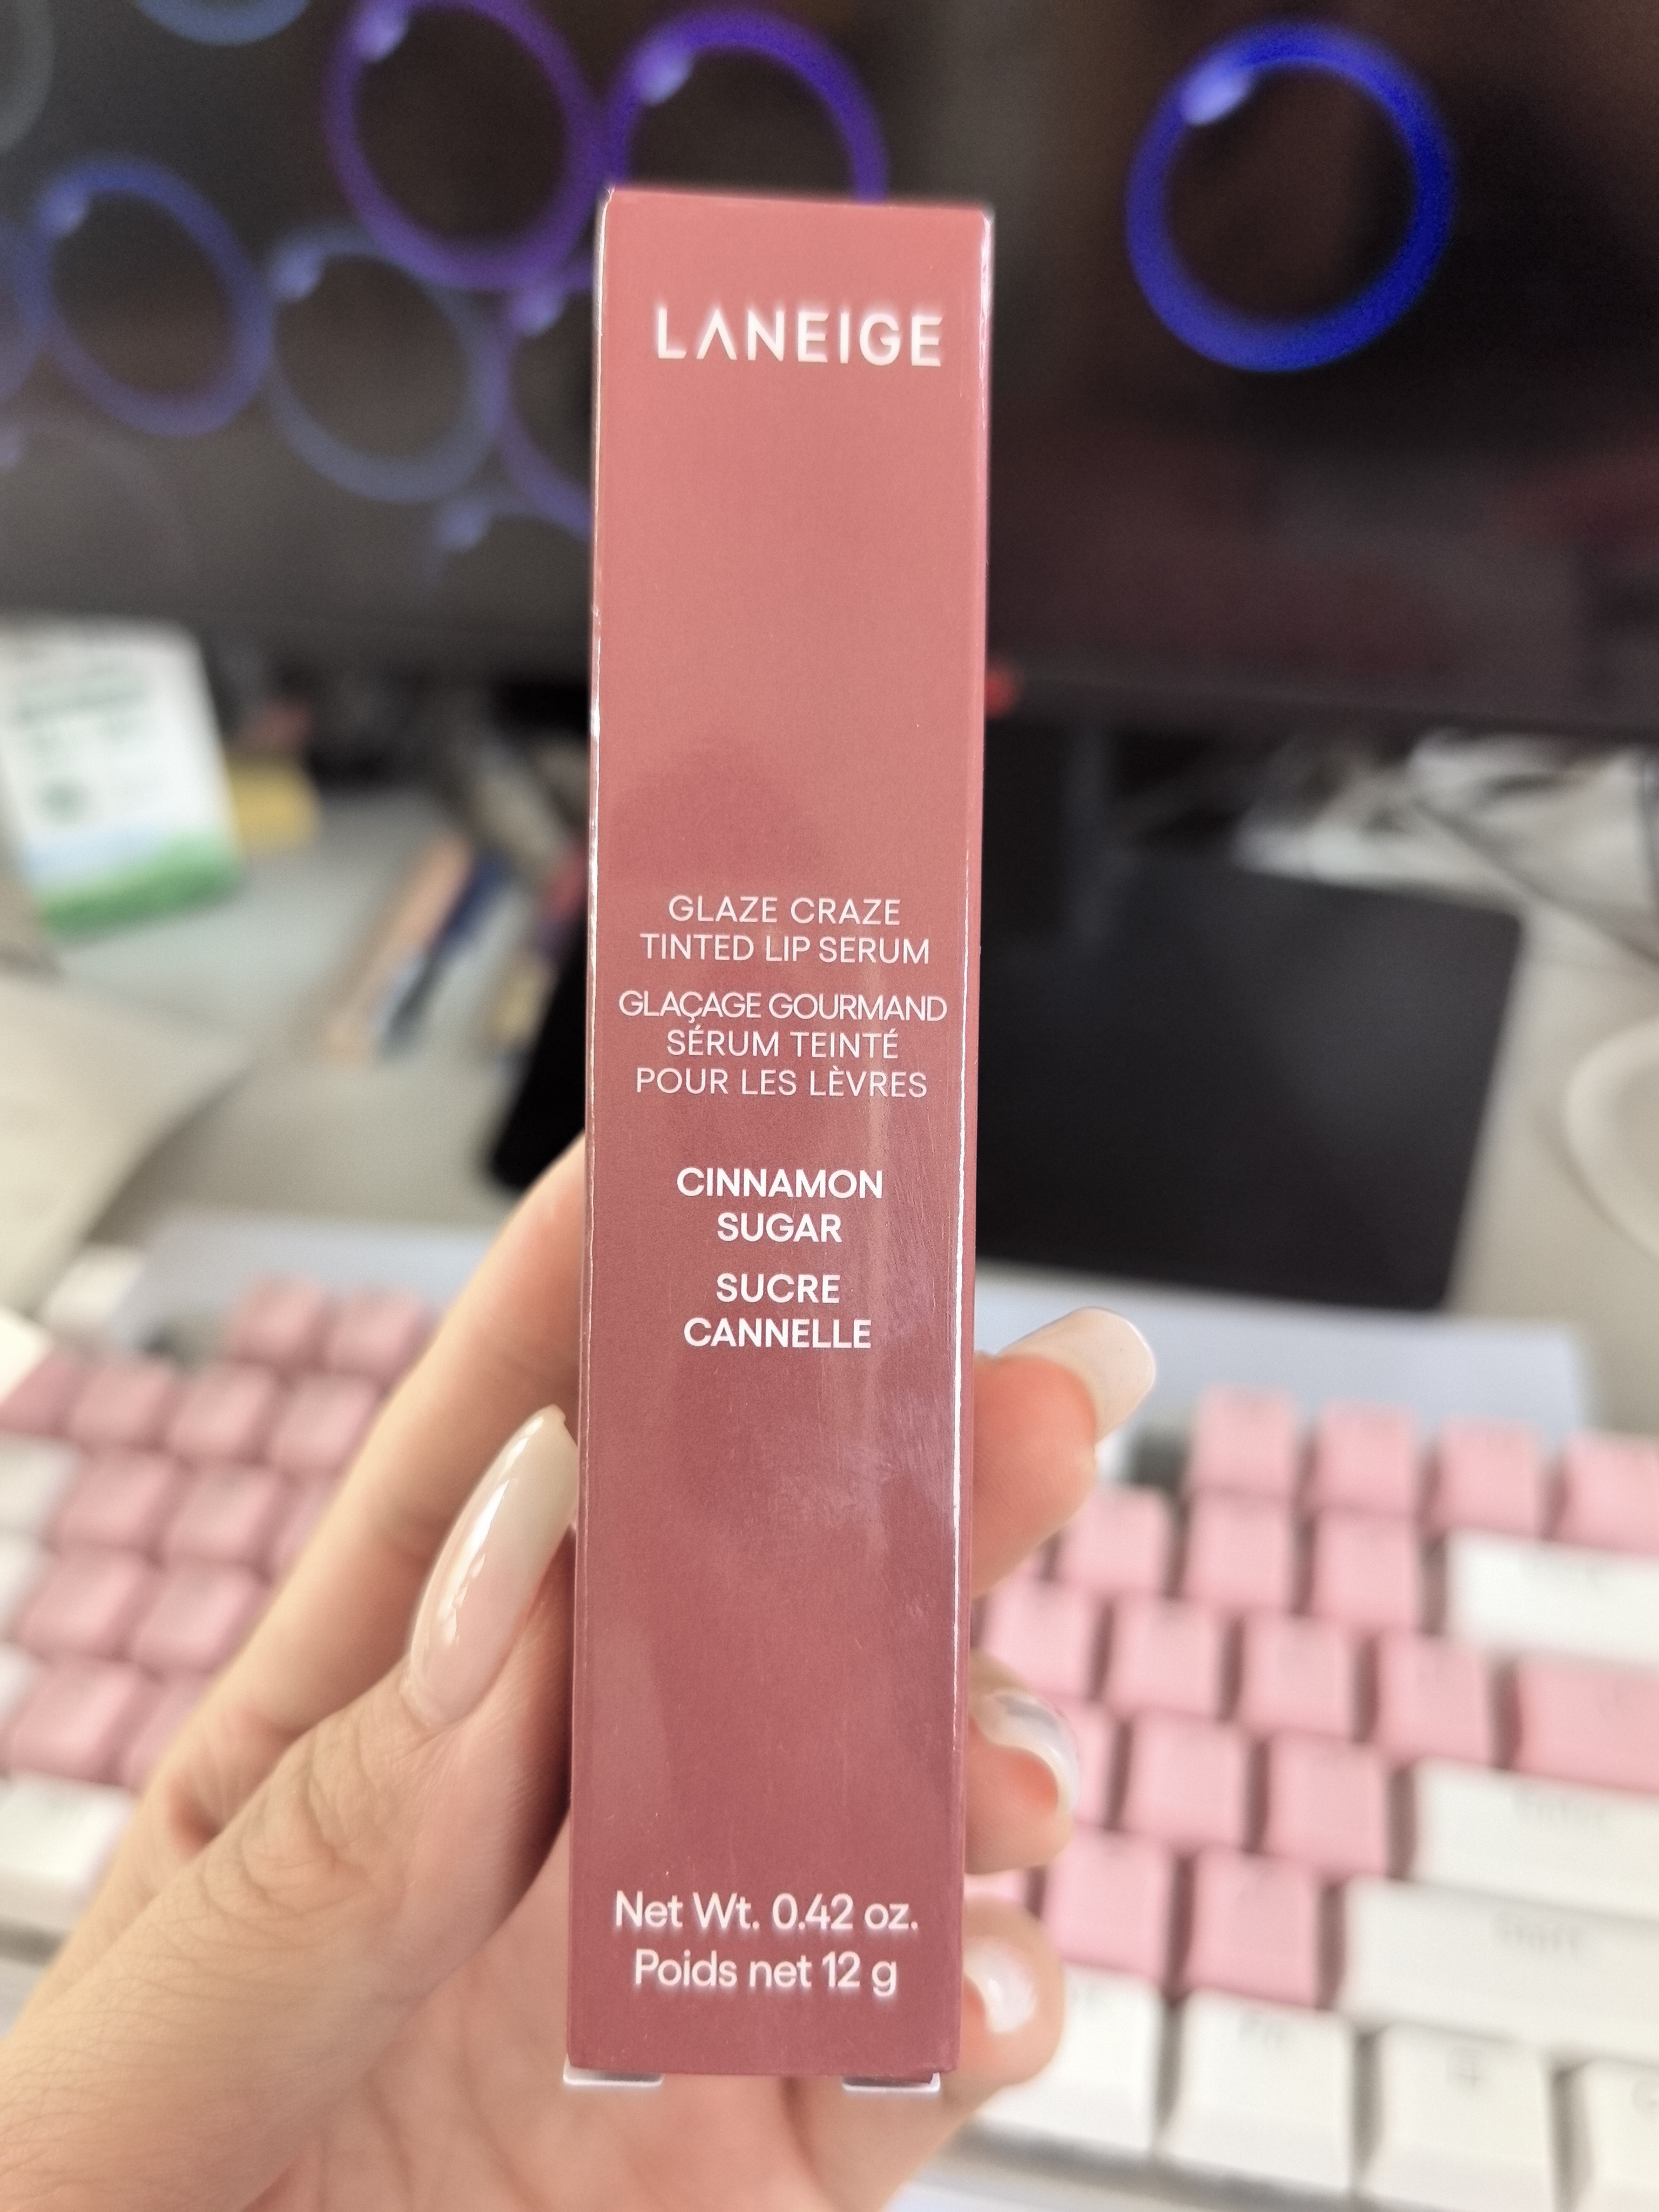 LANEIGE
GLAZE CRAZE
TINTED LIP SERUM
GLAÇAGE GOURMAND
SÉRUM TEINTÉ
POUR LES LÈVRES
CINNAMON
SUGAR
SUCRE
CANNELLE
Net Wt. 0.42 oz.
Poids net 12 g